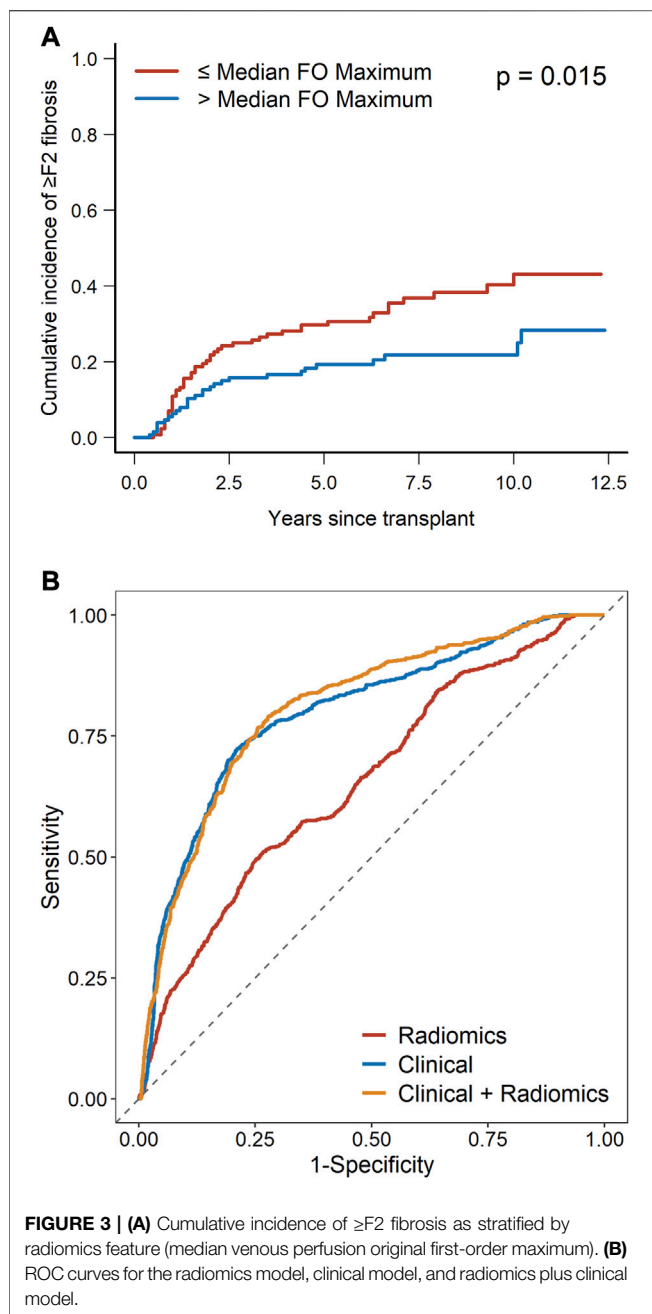 A
≤ Median FO Maximum
> Median FO Maximum
p = 0.015
Cumulative incidence of ≥F2 fibrosis
1.0
0.8
0.6
0.4
0.2
0.0
0.0 2.5 5.0 7.5 10.0 12.5
Years since transplant
B
Sensitivity
1.00
0.75
0.50
0.25
0.00
Radiomics
Clinical
Clinical + Radiomics
0.00 0.25 0.50 0.75 1.00
1-Specificity
FIGURE 3 | (A) Cumulative incidence of ≥F2 fibrosis as stratified by
radiomics feature (median venous perfusion original first-order maximum). (B)
ROC curves for the radiomics model, clinical model, and radiomics plus clinical
model.